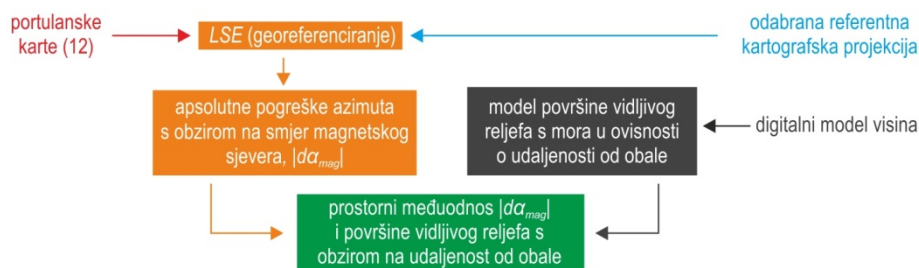 portulanske
karte (12)
LSE (georeferenciranje)
odabrana referentna
kartografska projekcija
apsolutne pogreške azimuta
s obzirom na smjer magnetskog
sjevera, |dα_mag|
model površine vidljivog
reljefa s mora u ovisnosti
o udaljenosti od obale
digitalni model visina
prostorni međuodnos |dα_mag|
i površine vidljivog reljefa s
obzirom na udaljenost od obale